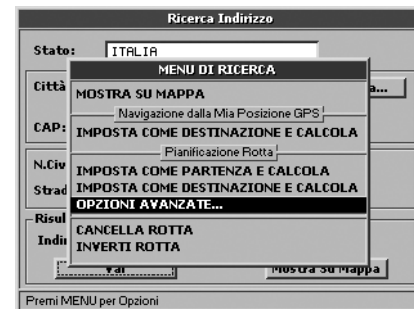 Ricerca Indirizzo
Stato: ITALIA
MENU DI RICERCA
Città
a...
MOSTRA SU MAPPA
Navigazione dalla Mia Posizione GPS
CAP:
IMPOSTA COME DESTINAZIONE E CALCOLA
Pianificazione Rotta
N.Civ
IMPOSTA COME PARTENZA E CALCOLA
Strad
IMPOSTA COME DESTINAZIONE E CALCOLA
OPZIONI AVANZATE...
Risul
CANCELLA ROTTA
Indi
INVERTI ROTTA
Vai
Mostra Su Mappa
Premi MENU per Opzioni